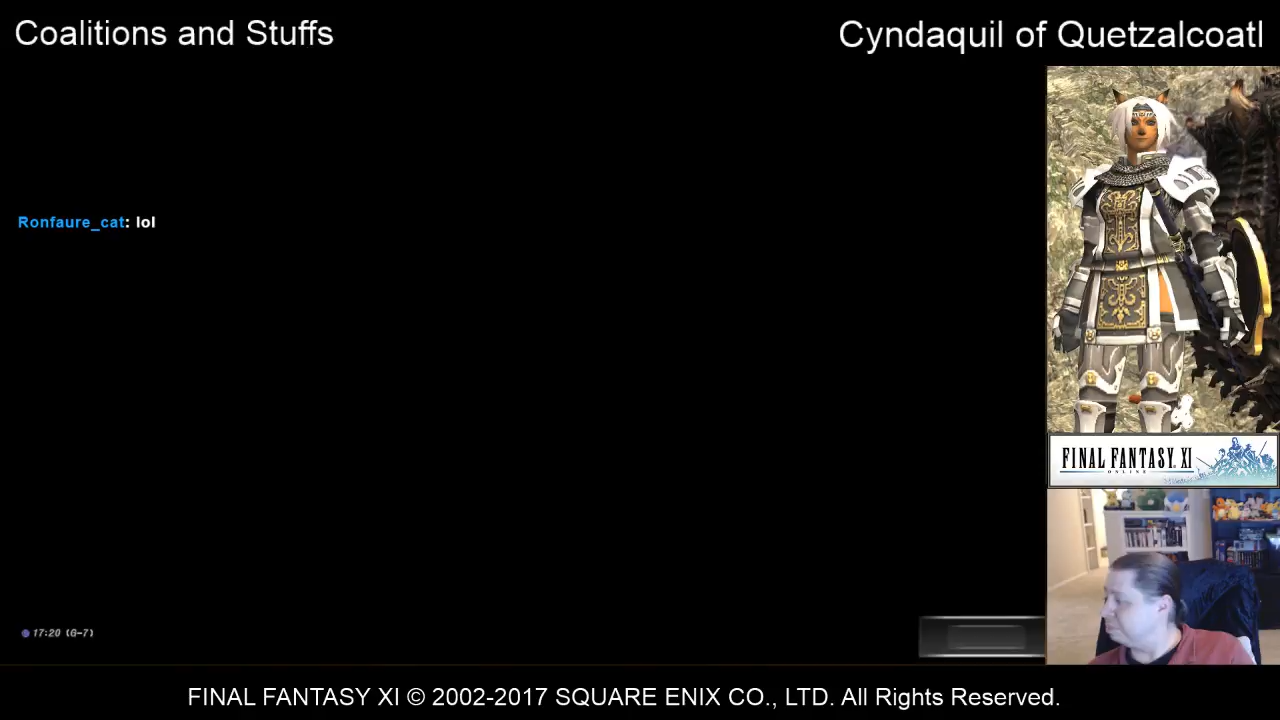 Coalitions and Stuffs
Cyndaquil of Quetzalcoatl
Ronfaure_cat: lol
FINAL FANTASY XI
ONLINE
17:20 (G-7)
FINAL FANTASY XI © 2002-2017 SQUARE ENIX CO., LTD. All Rights Reserved.